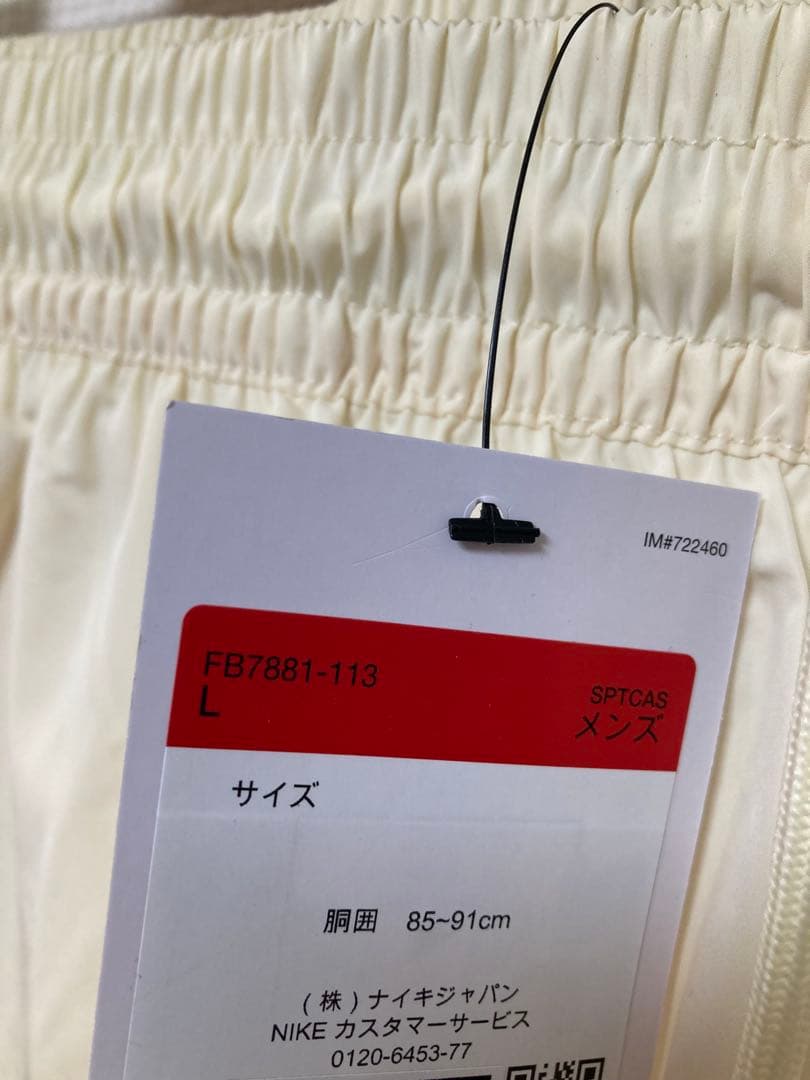 IM#722460
FB7881-113
L
SPTCAS
メンズ
サイズ
胴囲 85~91cm
(株)ナイキジャパン
NIKE カスタマーサービス
0120-6453-77